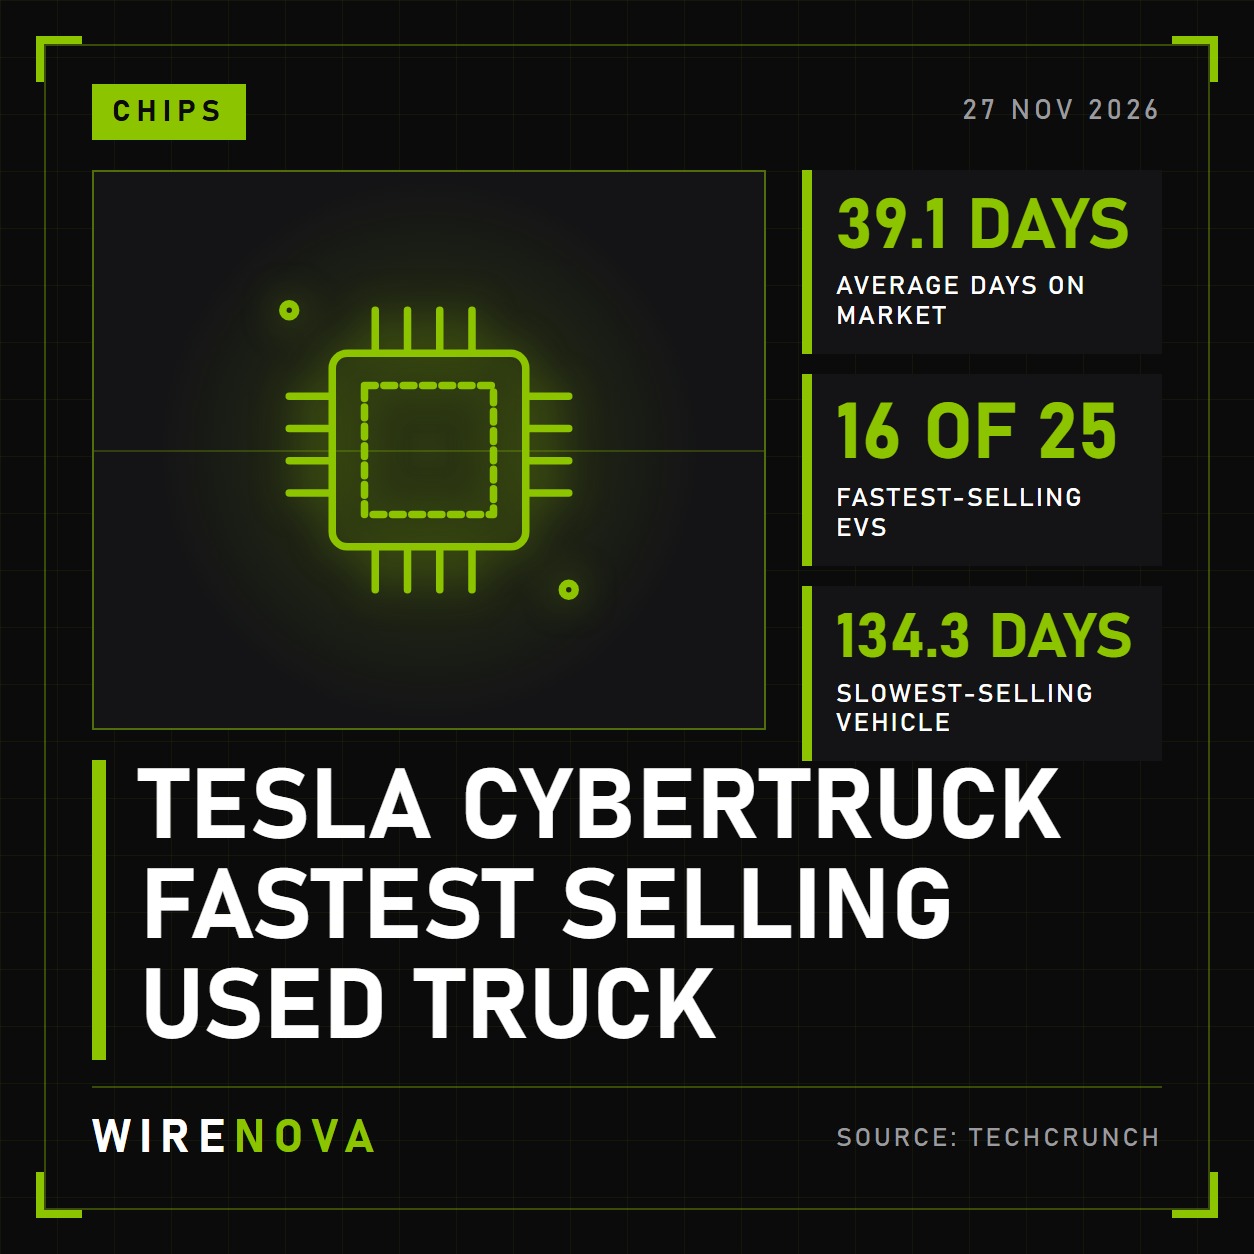 CHIPS
27 NOV 2026
39.1 DAYS
AVERAGE DAYS ON
MARKET
16 OF 25
FASTEST-SELLING
EVS
134.3 DAYS
SLOWEST-SELLING
VEHICLE
TESLA CYBERTRUCK
FASTEST SELLING
USED TRUCK
WIRENOVA
SOURCE: TECHCRUNCH